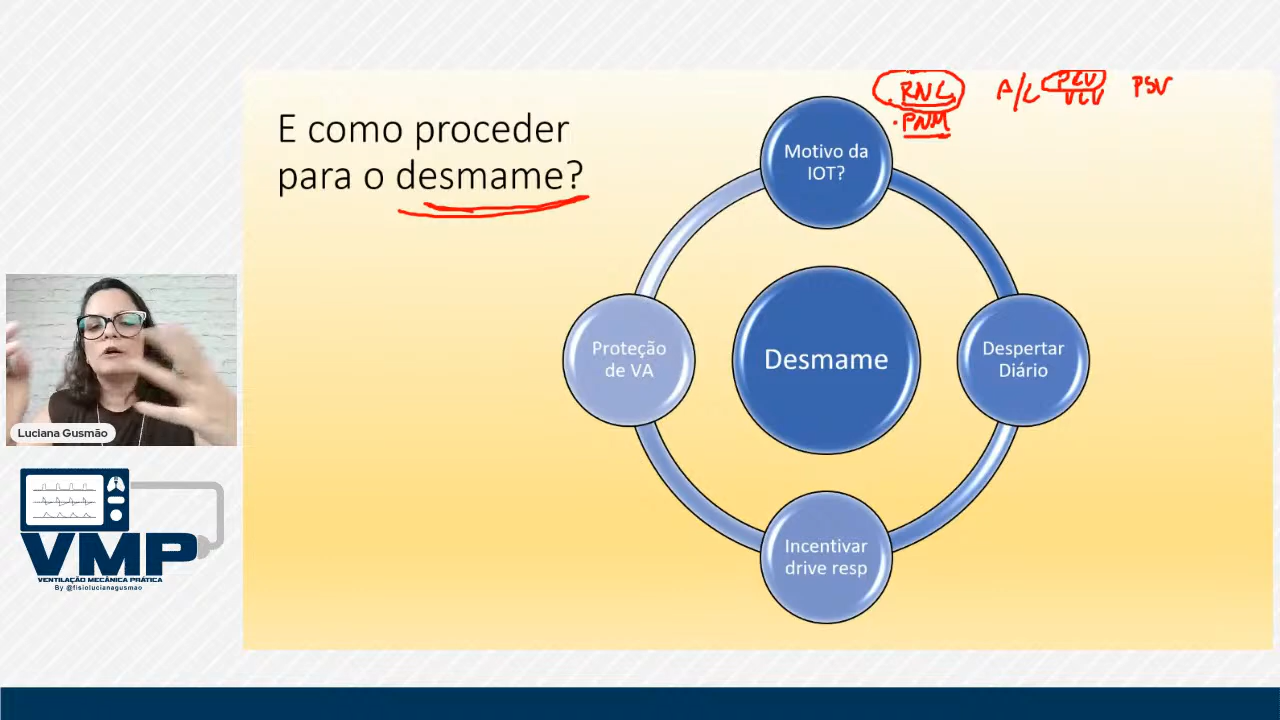 E como proceder
para o desmame?
RNC
. PNM
A/C PCV
VCV
PSV
Motivo da
IOT?
Proteção
de VA
Desmame
Despertar
Diário
Incentivar
drive resp
Luciana Gusmão
VMP
VENTILAÇÃO MECÂNICA PRÁTICA
By @fisiolucianagusmao